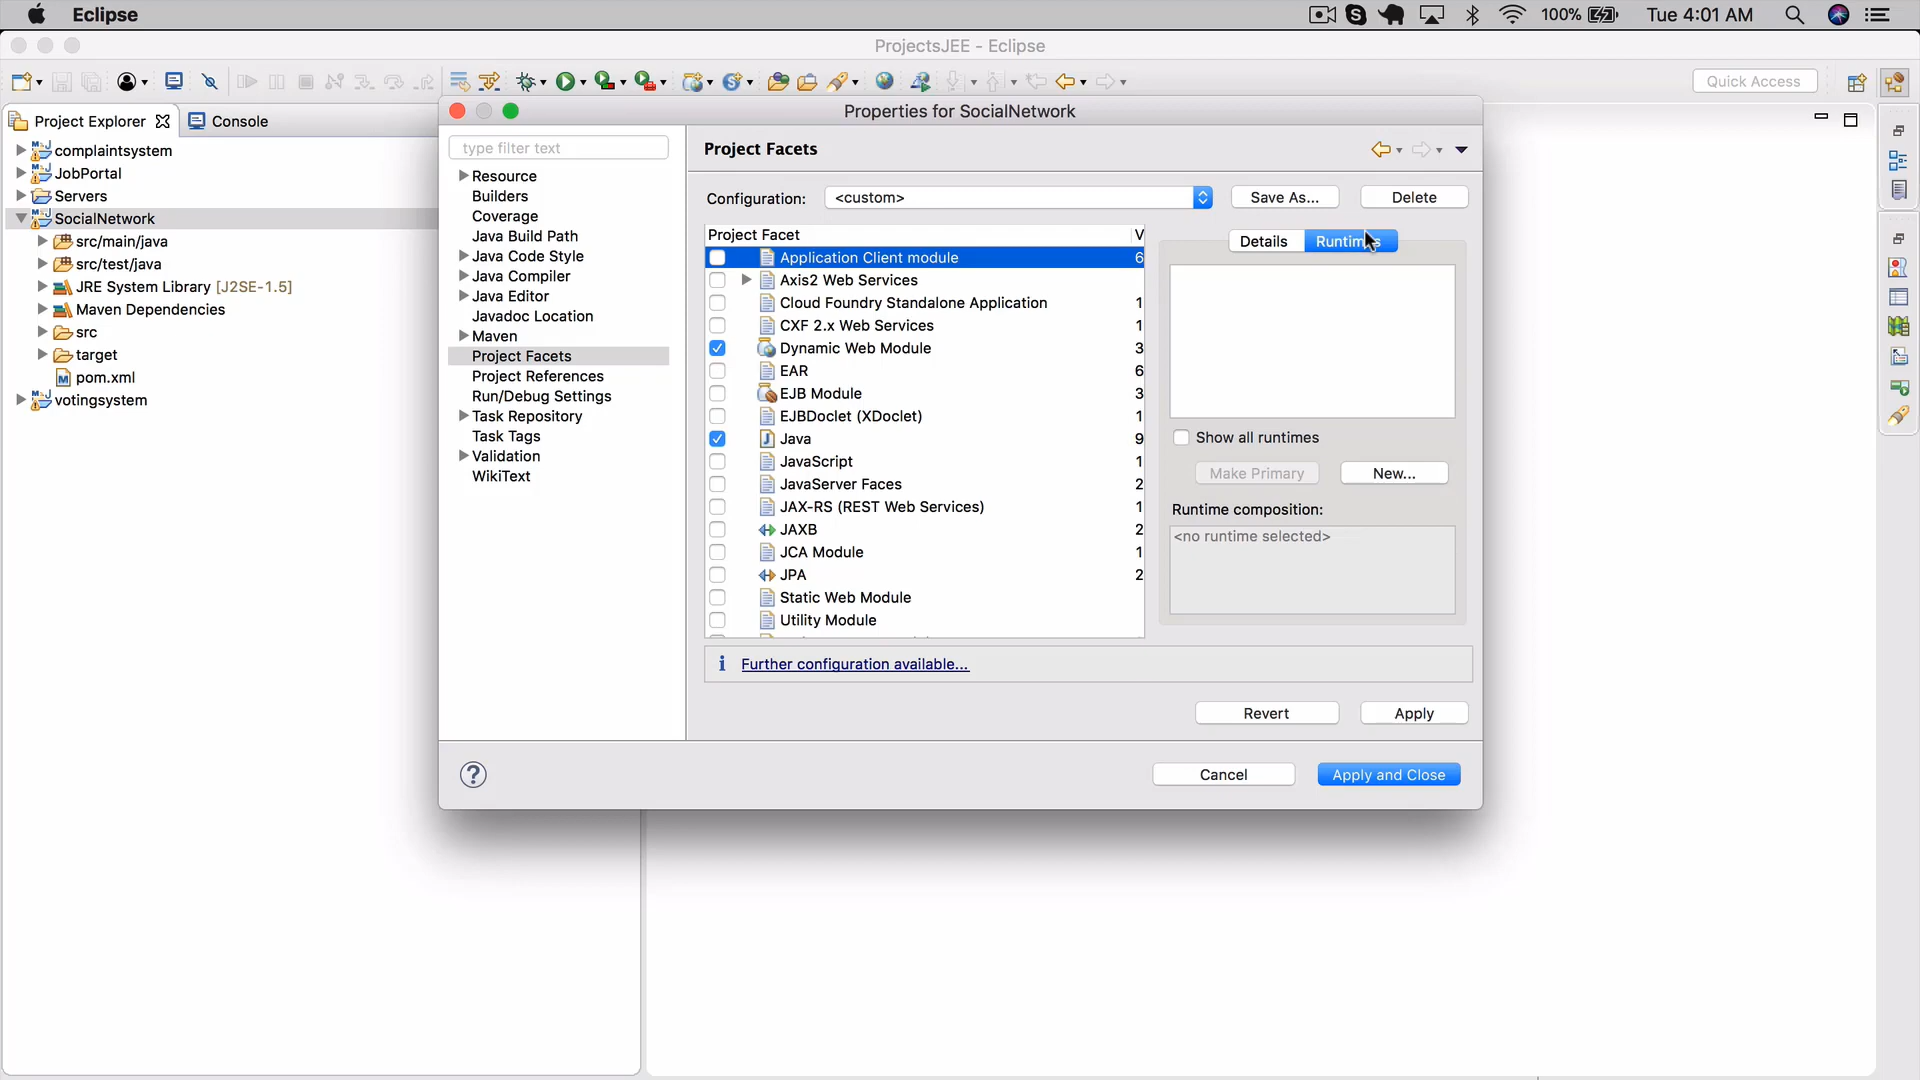 Eclipse
100%
Tue 4:01 AM
ProjectsJEE - Eclipse
Quick Access
Project Explorer
Console
complaintsystem
JobPortal
Servers
SocialNetwork
src/main/java
src/test/java
JRE System Library [J2SE-1.5]
Maven Dependencies
src
target
pom.xml
votingsystem
Properties for SocialNetwork
type filter text
Resource
Builders
Coverage
Java Build Path
Java Code Style
Java Compiler
Java Editor
Javadoc Location
Maven
Project Facets
Project References
Run/Debug Settings
Task Repository
Task Tags
Validation
WikiText
Project Facets
Configuration:
<custom>
Save As...
Delete
Project Facet V
Application Client module 6
Axis2 Web Services
Cloud Foundry Standalone Application 1
CXF 2.x Web Services 1
Dynamic Web Module 3
EAR 6
EJB Module 3
EJBDoclet (XDoclet) 1
Java 9
JavaScript 1
JavaServer Faces 2
JAX-RS (REST Web Services) 1
JAXB 2
JCA Module 1
JPA 2
Static Web Module
Utility Module
Details
Runtimes
Show all runtimes
Make Primary
New...
Runtime composition:
<no runtime selected>
Further configuration available...
Revert
Apply
Cancel
Apply and Close